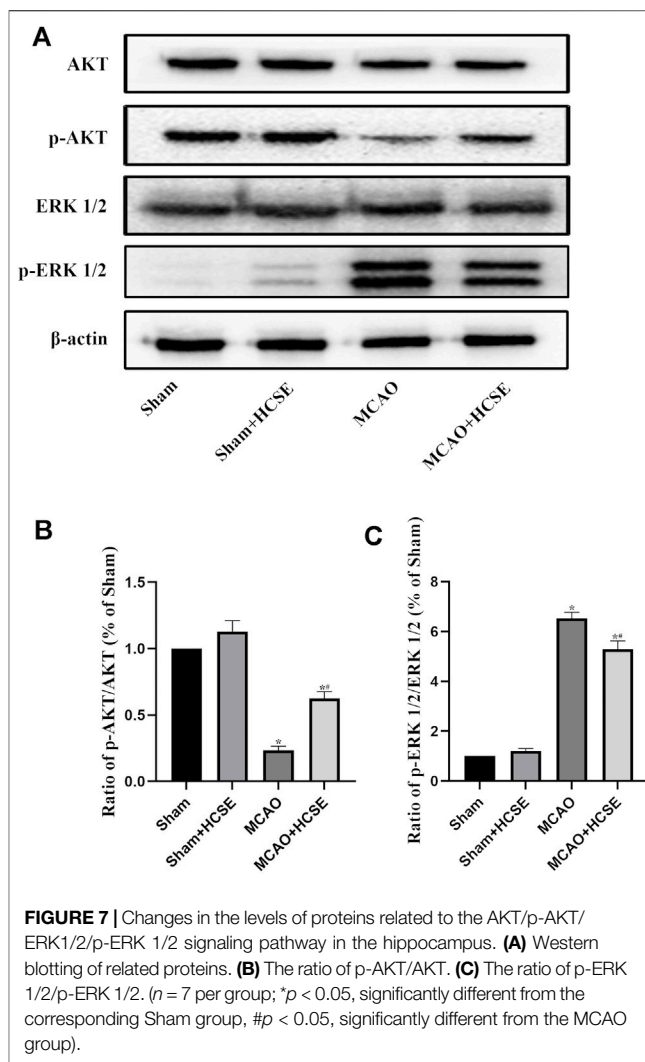 A
AKT
p-AKT
ERK 1/2
p-ERK 1/2
β-actin
Sham
Sham+HCSE
MCAO
MCAO+HCSE
B
Ratio of p-AKT/AKT (% of Sham)
1.5
1.0
0.5
0.0
*
*#
Sham
Sham+HCSE
MCAO
MCAO+HCSE
C
Ratio of p-ERK 1/2/ERK 1/2 (% of Sham)
8
6
4
2
0
*
*#
Sham
Sham+HCSE
MCAO
MCAO+HCSE
FIGURE 7 | Changes in the levels of proteins related to the AKT/p-AKT/
ERK1/2/p-ERK 1/2 signaling pathway in the hippocampus. (A) Western
blotting of related proteins. (B) The ratio of p-AKT/AKT. (C) The ratio of p-ERK
1/2/p-ERK 1/2. (n = 7 per group; *p < 0.05, significantly different from the
corresponding Sham group, #p < 0.05, significantly different from the MCAO
group).